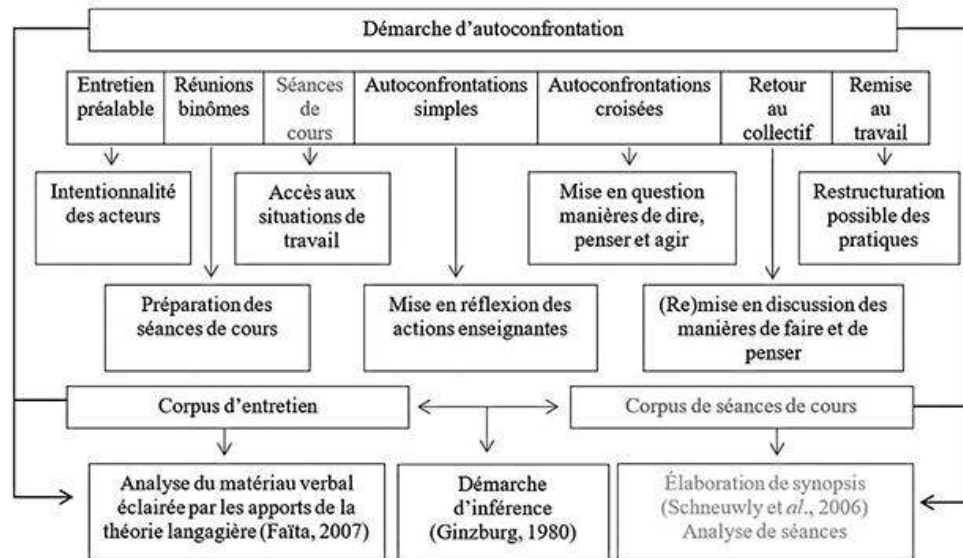 Démarche d'autoconfrontation
Entretien
préalable
Réunions
binômes
Séances
de
cours
Autoconfrontations
simples
Autoconfrontations
croisées
Retour
au
collectif
Remise
au
travail
Intentionnalité
des acteurs
Accès aux
situations de
travail
Mise en question
manières de dire,
penser et agir
Restructuration
possible des
pratiques
Préparation des
séances de cours
Mise en réflexion des
actions enseignantes
(Re)mise en discussion des
manières de faire et de
penser
Corpus d'entretien
Corpus de séances de cours
Analyse du matériau verbal
éclairée par les apports de la
théorie langagière (Faïta, 2007)
Démarche
d'inférence
(Ginzburg, 1980)
Élaboration de synopsis
(Schneuwly et al., 2006)
Analyse de séances